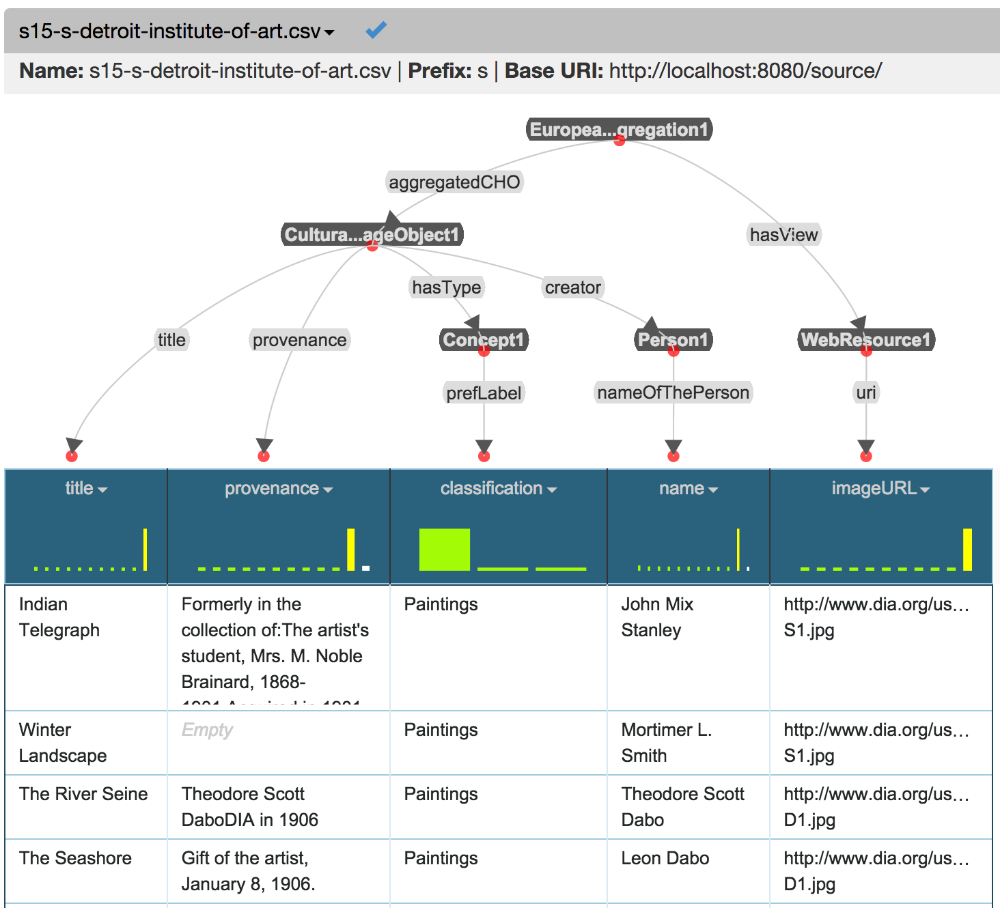 s15-s-detroit-institute-of-art.csv
Name: s15-s-detroit-institute-of-art.csv | Prefix: s | Base URI: http://localhost:8080/source/
Europea...gregation1
aggregatedCHO
Cultura...ageObject1
hasView
hasType
creator
title
provenance
Concept1
Person1
WebResource1
prefLabel
nameOfThePerson
uri
title
provenance
classification
name
imageURL
Indian
Telegraph
Formerly in the
collection of:The artist's
student, Mrs. M. Noble
Brainard, 1868-
1901 Acquired in 1901
Paintings
John Mix
Stanley
http://www.dia.org/us…
S1.jpg
Winter
Landscape
Empty
Paintings
Mortimer L.
Smith
http://www.dia.org/us…
S1.jpg
The River Seine
Theodore Scott
DaboDIA in 1906
Paintings
Theodore Scott
Dabo
http://www.dia.org/us…
D1.jpg
The Seashore
Gift of the artist,
January 8, 1906.
Paintings
Leon Dabo
http://www.dia.org/us…
D1.jpg